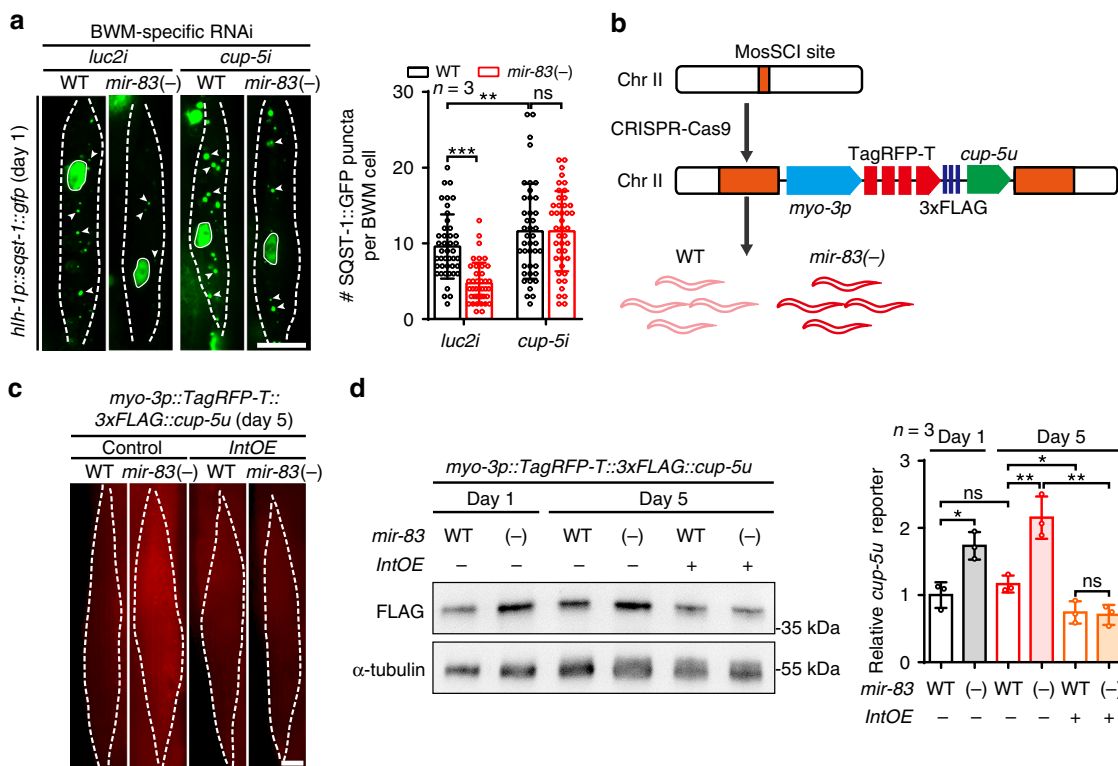 a
BWM-specific RNAi
luc2i cup-5i
WT mir-83(–) WT mir-83(–)
hlh-1p::sqst-1::gfp (day 1)
WT mir-83(–)
n = 3
** ns
***
# SQST-1::GFP puncta
per BWM cell
30
20
10
0
luc2i cup-5i
b
MosSCI site
Chr II
CRISPR-Cas9
TagRFP-T cup-5u
Chr II
myo-3p 3xFLAG
WT mir-83(–)
c
myo-3p::TagRFP-T::
3xFLAG::cup-5u (day 5)
Control IntOE
WT mir-83(–) WT mir-83(–)
d
myo-3p::TagRFP-T::3xFLAG::cup-5u
Day 1 Day 5
mir-83 WT (–) WT (–) WT (–)
IntOE – – – – + +
FLAG
-35 kDa
α-tubulin
-55 kDa
n = 3
Day 1 Day 5
*
ns ** **
*
ns
Relative cup-5u reporter
3
2
1
0
mir-83 WT (–) WT (–) WT (–)
IntOE – – – – + +